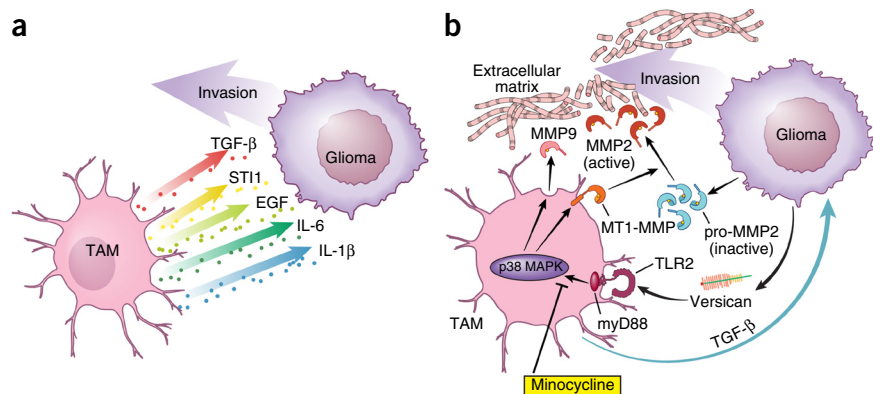 a
Invasion
Glioma
TGF-β
STI1
EGF
IL-6
IL-1β
TAM
b
Extracellular
matrix
Invasion
Glioma
MMP9
MMP2
(active)
MT1-MMP
pro-MMP2
(inactive)
p38 MAPK
TLR2
Versican
myD88
TAM
TGF-β
Minocycline